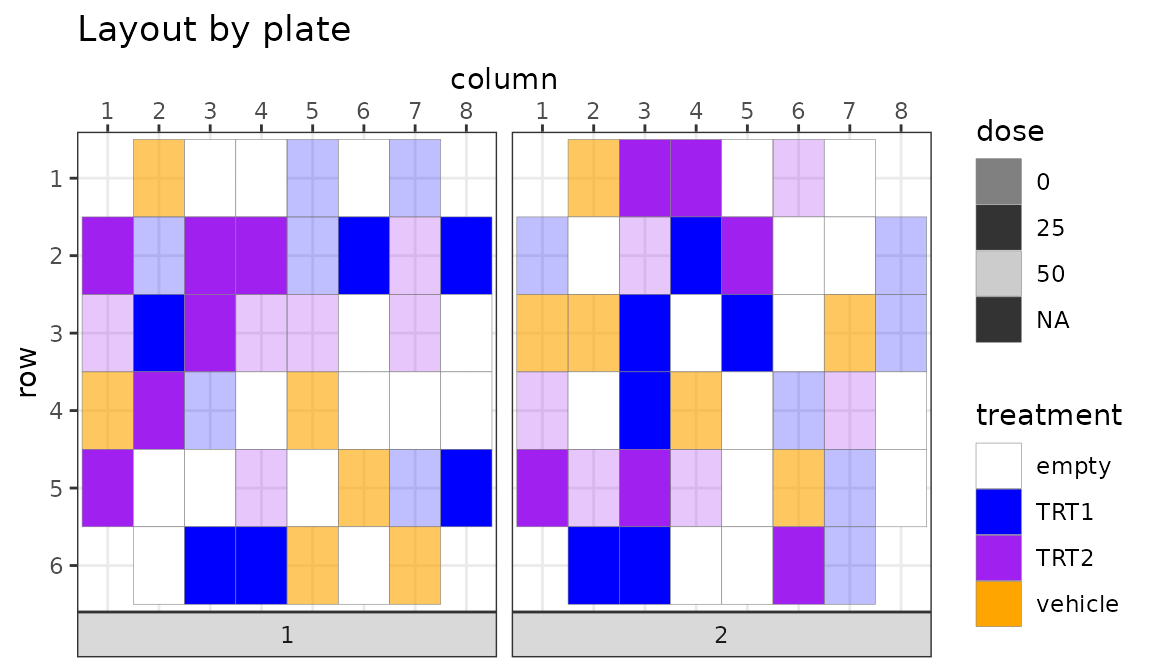 Layout by plate
column
1 2 3 4 5 6 7 8 1 2 3 4 5 6 7 8
row
1
2
3
4
5
6
1 2
dose
0
25
50
NA
treatment
empty
TRT1
TRT2
vehicle